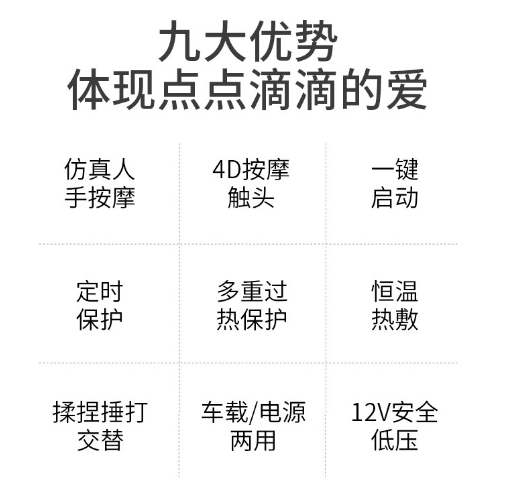 九大优势
体现点点滴滴的爱
仿真人
手按摩
4D按摩
触头
一键
启动
定时
保护
多重过
热保护
恒温
热敷
揉捏捶打
交替
车载/电源
两用
12V安全
低压